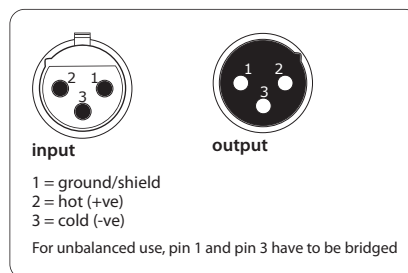 2 1
3
1 2
3
input
output
1 = ground/shield
2 = hot (+ve)
3 = cold (-ve)
For unbalanced use, pin 1 and pin 3 have to be bridged